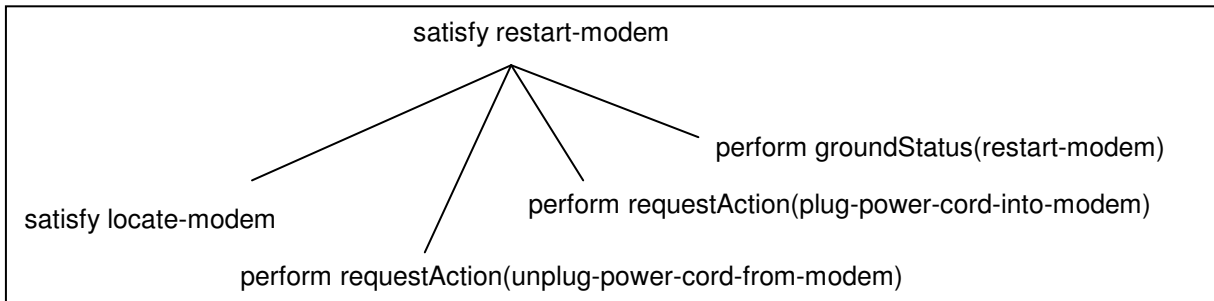 satisfy restart-modem
perform groundStatus(restart-modem)
perform requestAction(plug-power-cord-into-modem)
satisfy locate-modem
perform requestAction(unplug-power-cord-from-modem)